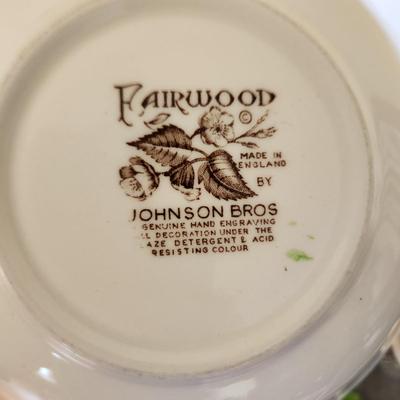 FAIRWOOD
©
MADE IN
ENGLAND
BY
JOHNSON BROS
GENUINE HAND ENGRAVING
DECORATION UNDER THE
DETERGENT & ACID
RESISTING COLOUR